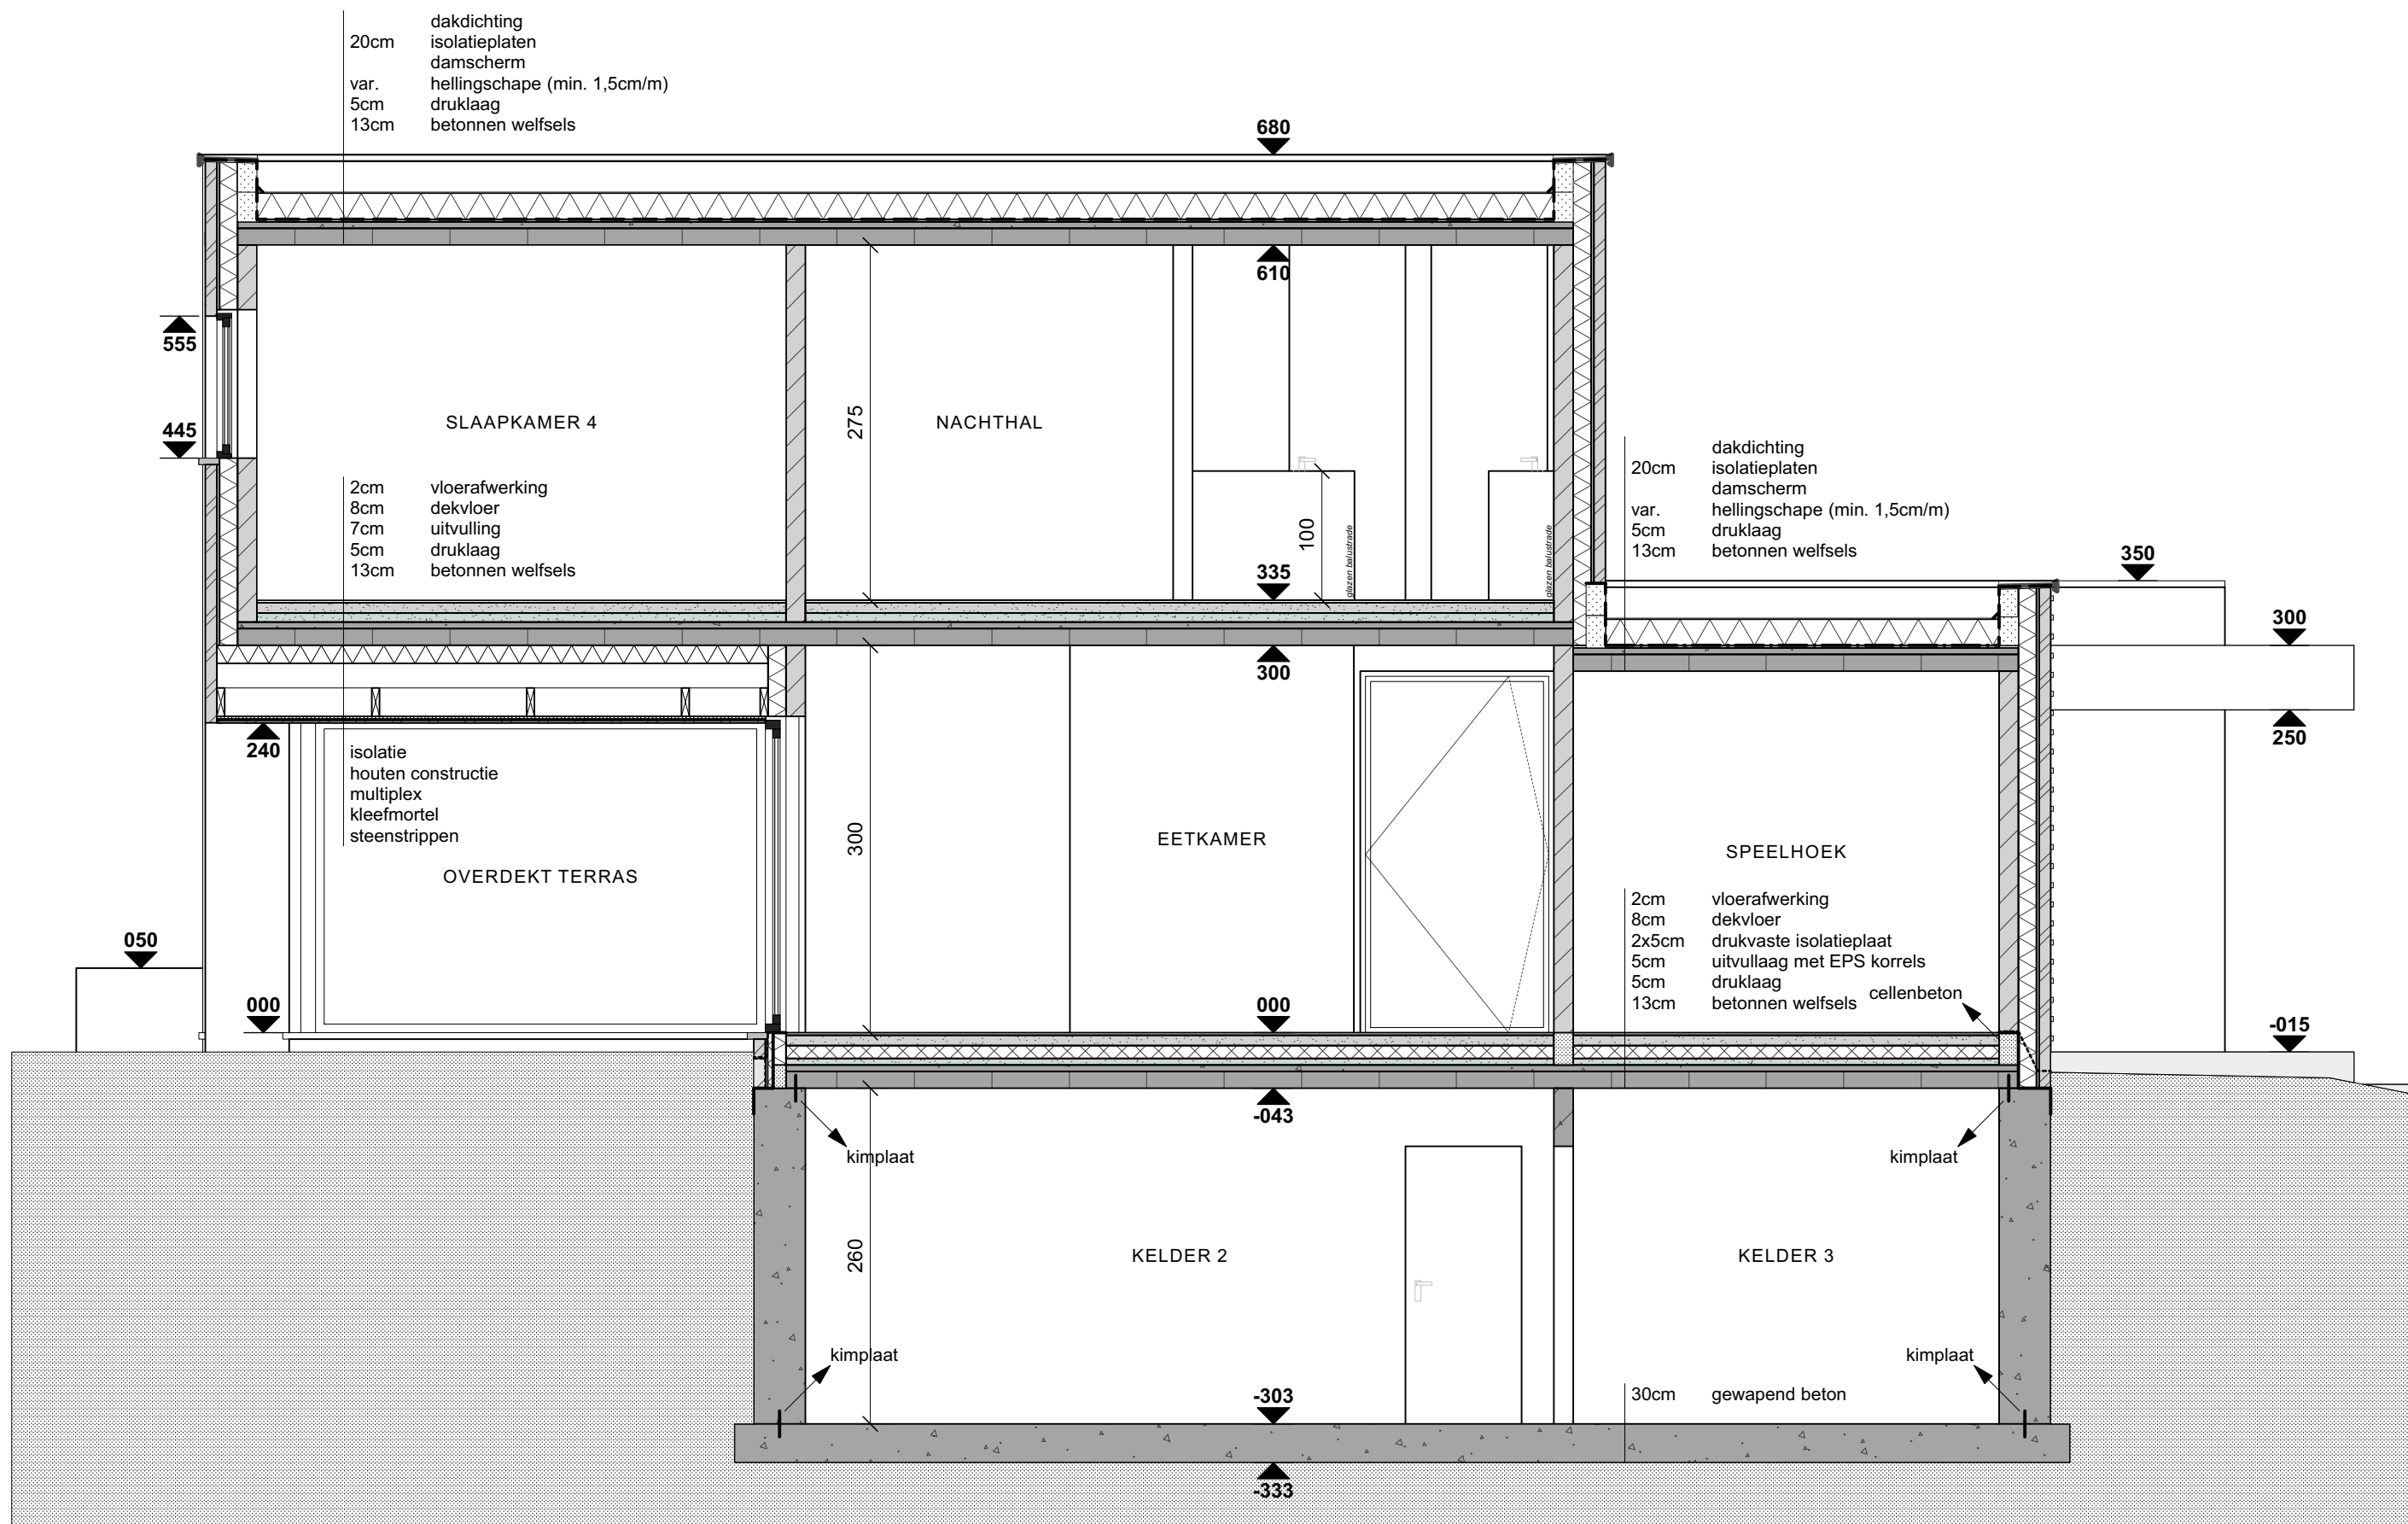 dakdichting
20cm isolatieplaten
damscherm
var. hellingschape (min. 1,5cm/m)
5cm druklaag
13cm betonnen welfsels
680
610
555
445
SLAAPKAMER 4
275
NACHTHAL
2cm vloerafwerking
8cm dekvloer
7cm uitvulling
5cm druklaag
13cm betonnen welfsels
100
glazen balustrade
glazen balustrade
335
dakdichting
20cm isolatieplaten
damscherm
var. hellingschape (min. 1,5cm/m)
5cm druklaag
13cm betonnen welfsels
350
300
250
300
240
isolatie
houten constructie
multiplex
kleefmortel
steenstrippen
OVERDEKT TERRAS
300
EETKAMER
SPEELHOEK
2cm vloerafwerking
8cm dekvloer
2x5cm drukvaste isolatieplaat
5cm uitvullaag met EPS korrels
5cm druklaag
13cm betonnen welfsels
cellenbeton
050
000
000
-015
-043
kimplaat
kimplaat
260
KELDER 2
KELDER 3
kimplaat
kimplaat
-303
30cm gewapend beton
-333